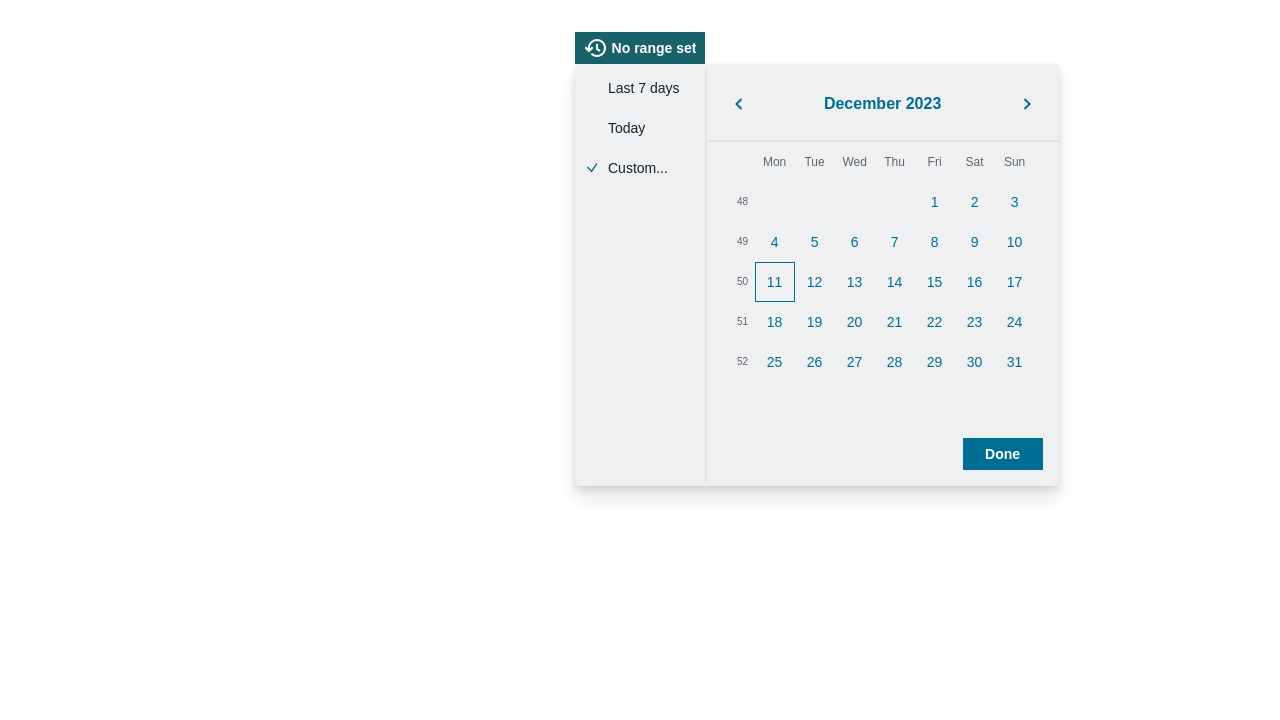 No range set
Last 7 days
Today
Custom...
December 2023
Mon Tue Wed Thu Fri Sat Sun
48 1 2 3
49 4 5 6 7 8 9 10
50 11 12 13 14 15 16 17
51 18 19 20 21 22 23 24
52 25 26 27 28 29 30 31
Done